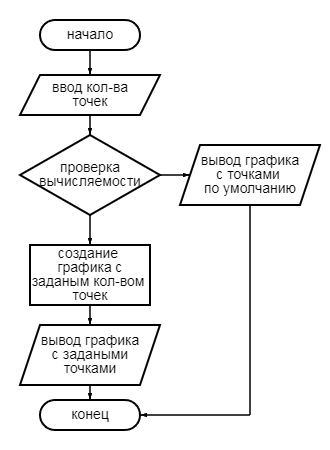 начало
ввод кол-ва
точек
проверка
вычисляемости
вывод графика
с точками
по умолчанию
создание
графика с
заданым кол-вом
точек
вывод графика
с задаными
точками
конец